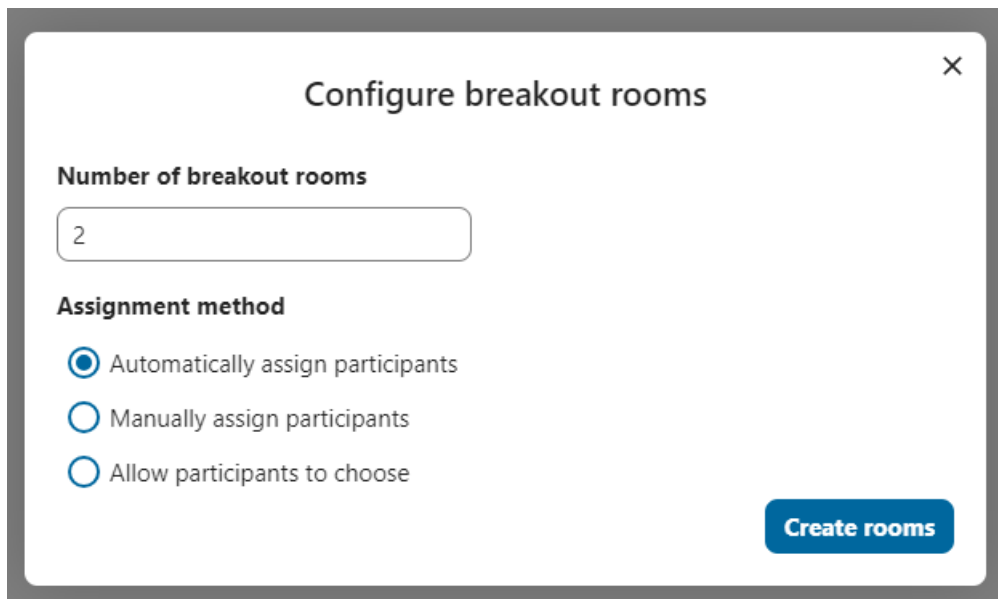 Configure breakout rooms
Number of breakout rooms
2
Assignment method
Automatically assign participants
Manually assign participants
Allow participants to choose
Create rooms